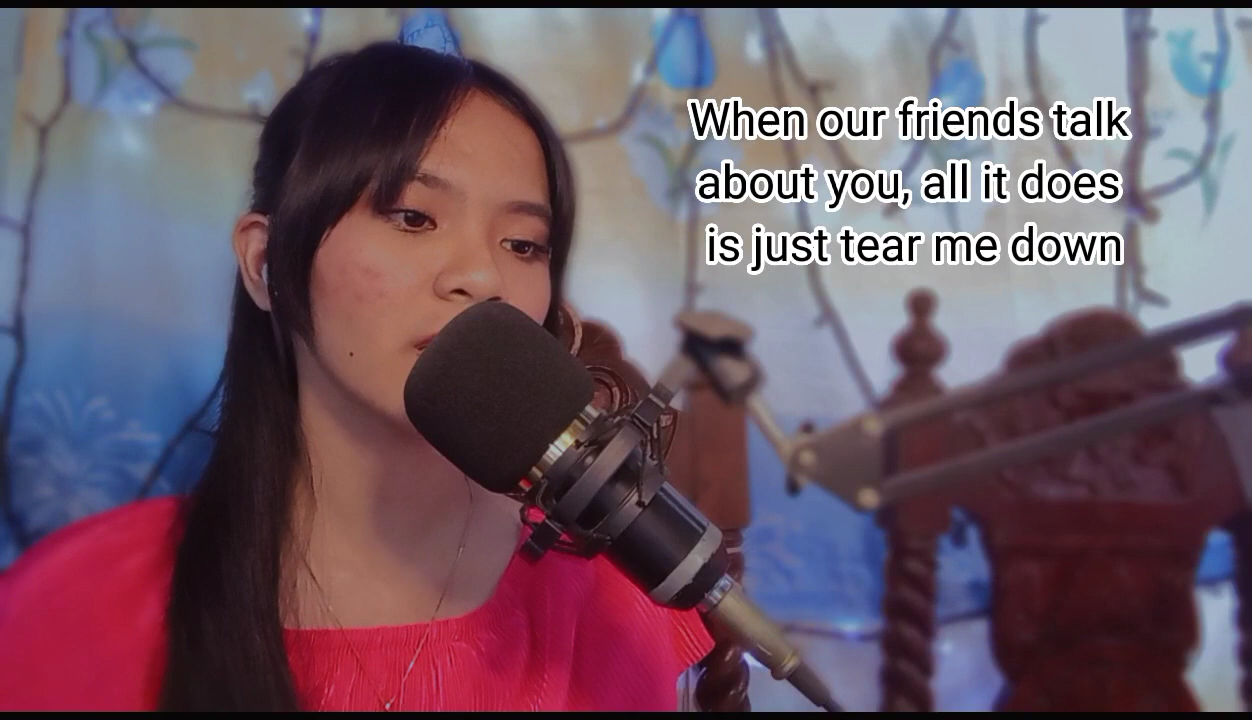 When our friends talk
about you, all it does
is just tear me down